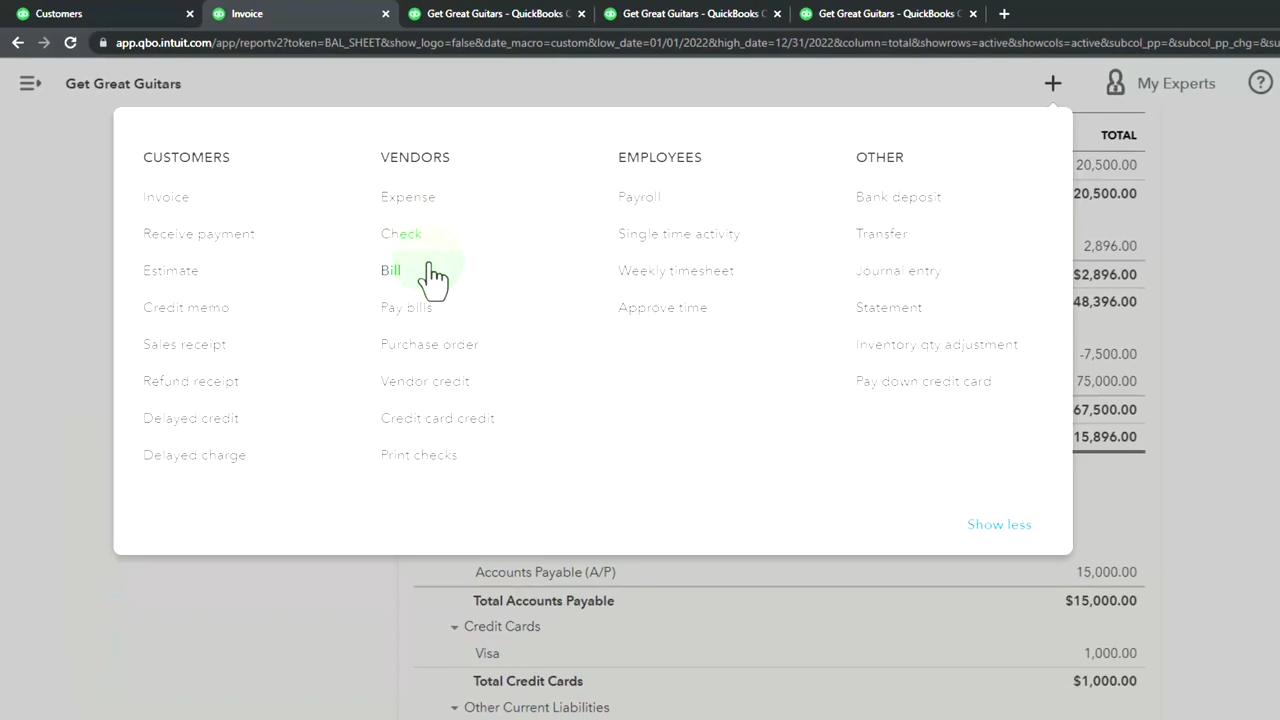 Customers
Invoice
Get Great Guitars - QuickBooks
Get Great Guitars - QuickBooks
Get Great Guitars - QuickBooks
app.qbo.intuit.com/app/reportv2?token=BAL_SHEET&show_logo=false&date_macro=custom&low_date=01/01/2022&high_date=12/31/2022&column=total&showrows=active&showcols=active&subcol_pp=&subcol_pp_chg=&su
Get Great Guitars
My Experts
TOTAL
CUSTOMERS
Invoice
Receive payment
Estimate
Credit memo
Sales receipt
Refund receipt
Delayed credit
Delayed charge
VENDORS
Expense
Check
Bill
Pay bills
Purchase order
Vendor credit
Credit card credit
Print checks
EMPLOYEES
Payroll
Single time activity
Weekly timesheet
Approve time
OTHER
Bank deposit
Transfer
Journal entry
Statement
Inventory qty adjustment
Pay down credit card
Show less
20,500.00
20,500.00
2,896.00
$2,896.00
48,396.00
-7,500.00
75,000.00
67,500.00
15,896.00
Accounts Payable (A/P) 15,000.00
Total Accounts Payable $15,000.00
Credit Cards
Visa 1,000.00
Total Credit Cards $1,000.00
Other Current Liabilities